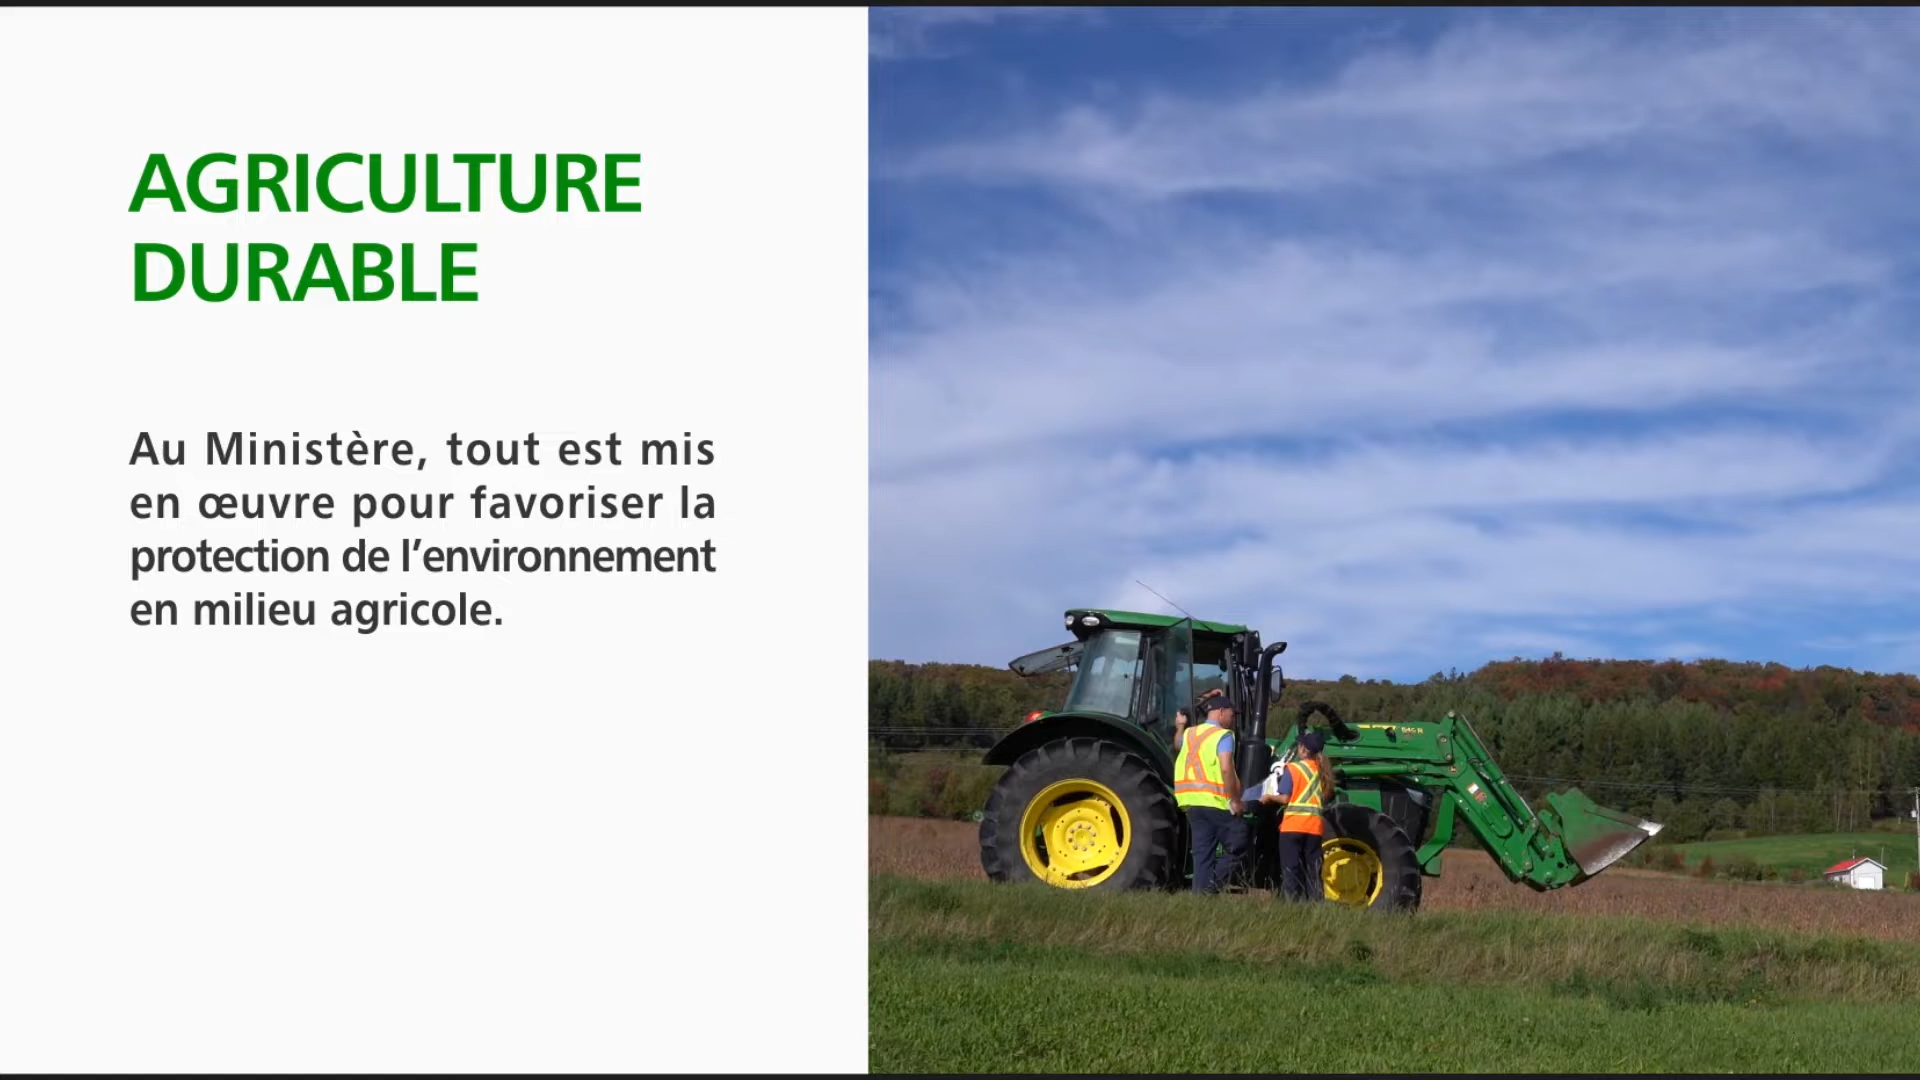 AGRICULTURE
DURABLE
Au Ministère, tout est mis
en œuvre pour favoriser la
protection de l’environnement
en milieu agricole.